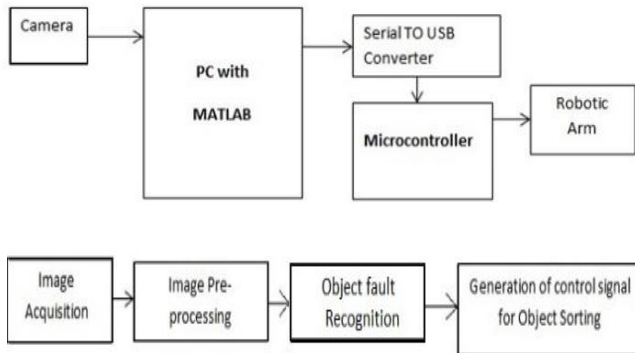 Camera
PC with
MATLAB
Serial TO USB
Converter
Microcontroller
Robotic
Arm
Image
Acquisition
Image Pre-
processing
Object fault
Recognition
Generation of control signal
for Object Sorting